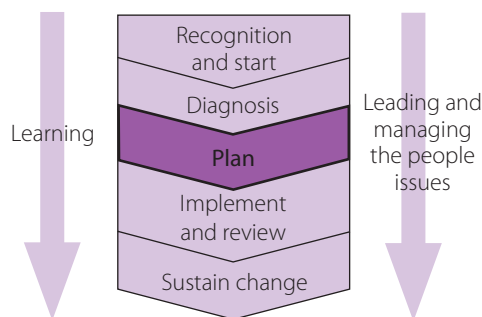 Recognition
and start
Diagnosis
Plan
Implement
and review
Sustain change
Learning
Leading and
managing
the people
issues